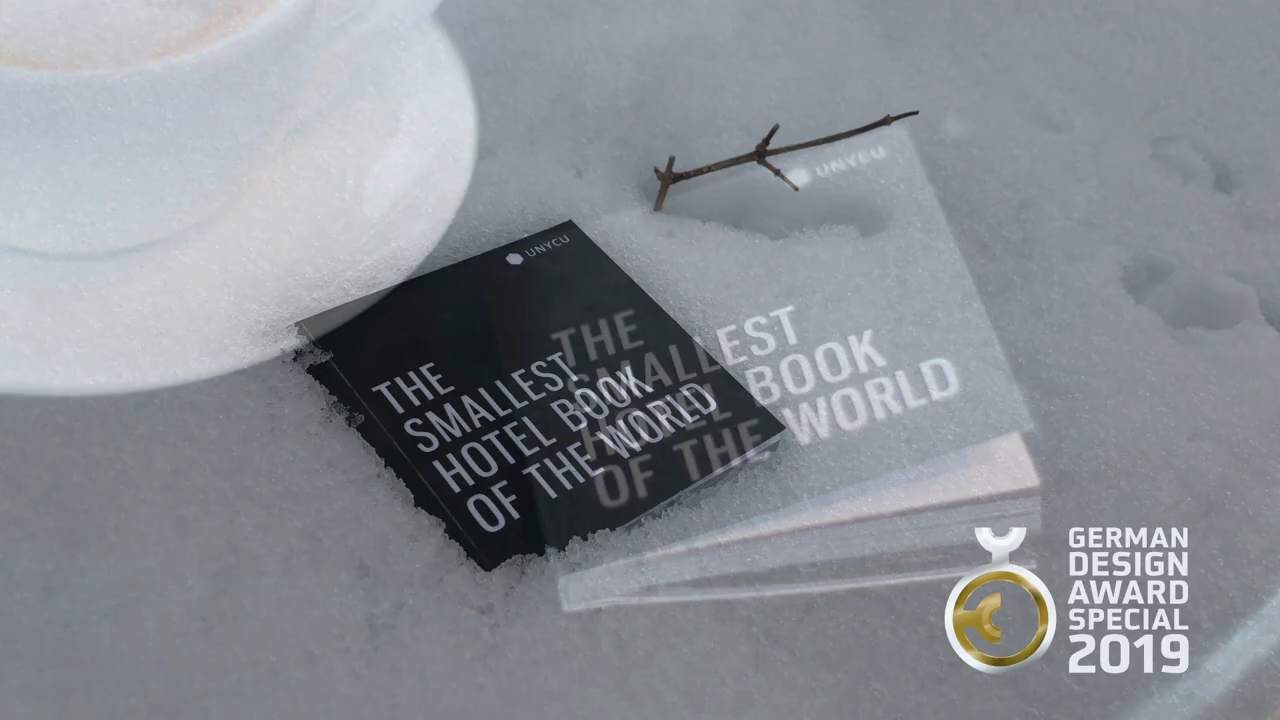 UNYCU
THE
SMALLEST
HOTEL BOOK
OF THE WORLD
UNYCU
THE
SMALLEST
HOTEL BOOK
OF THE WORLD
GERMAN
DESIGN
AWARD
SPECIAL
2019